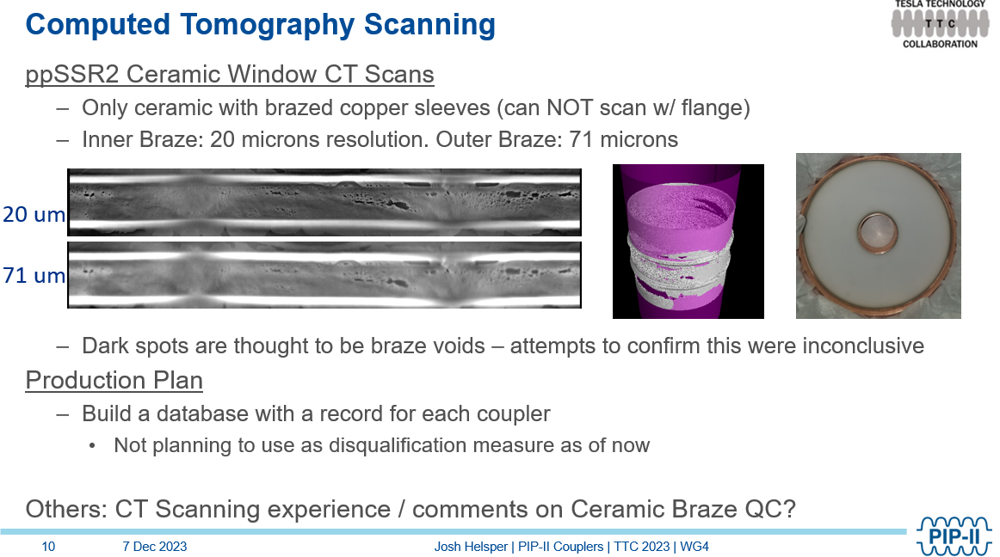 Computed Tomography Scanning
TESLA TECHNOLOGY
T T C
COLLABORATION
ppSSR2 Ceramic Window CT Scans
– Only ceramic with brazed copper sleeves (can NOT scan w/ flange)
– Inner Braze: 20 microns resolution. Outer Braze: 71 microns
20 um
71 um
– Dark spots are thought to be braze voids – attempts to confirm this were inconclusive
Production Plan
– Build a database with a record for each coupler
• Not planning to use as disqualification measure as of now
Others: CT Scanning experience / comments on Ceramic Braze QC?
10 7 Dec 2023 Josh Helsper | PIP-II Couplers | TTC 2023 | WG4
PIP-II